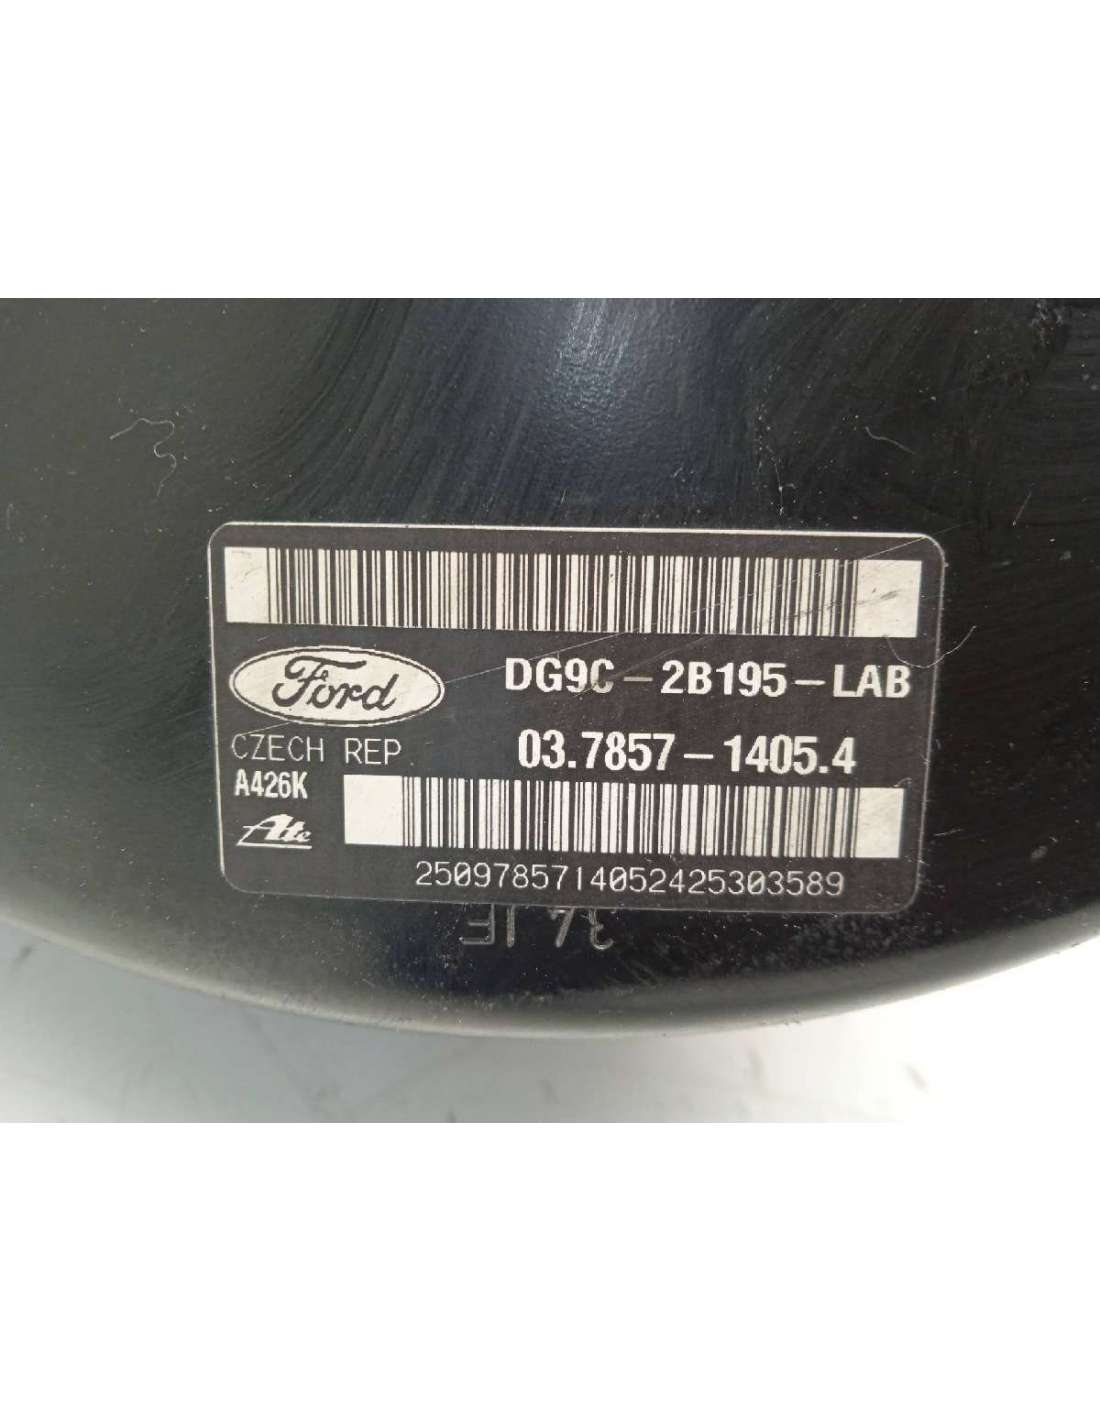 Ford
DG9C-2B195-LAB
CZECH REP
03.7857-1405.4
A426K
Ate
2509785714052425303589